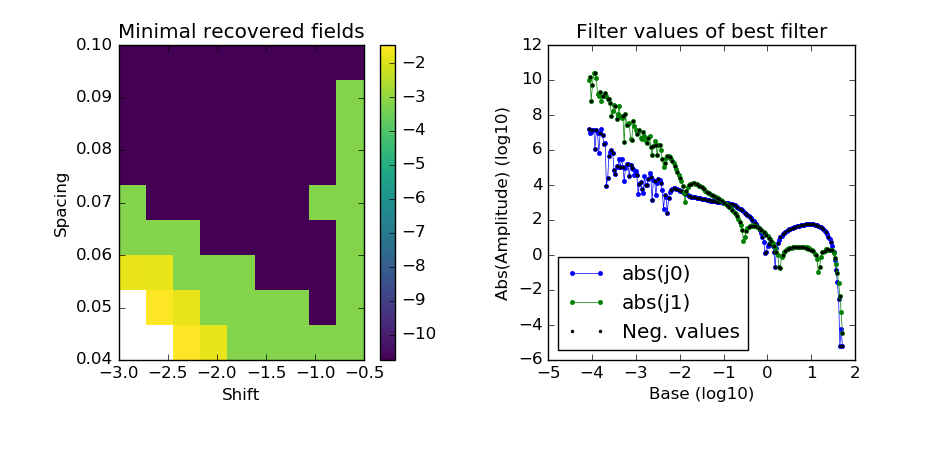 Minimal recovered fields
Filter values of best filter
0.10
0.09
0.08
0.07
0.06
0.05
0.04
Spacing
−3.0 −2.5 −2.0 −1.5 −1.0 −0.5
Shift
−2
−3
−4
−5
−6
−7
−8
−9
−10
12
10
8
6
4
2
0
−2
−4
−6
Abs(Amplitude) (log10)
abs(j0)
abs(j1)
Neg. values
−5 −4 −3 −2 −1 0 1 2
Base (log10)